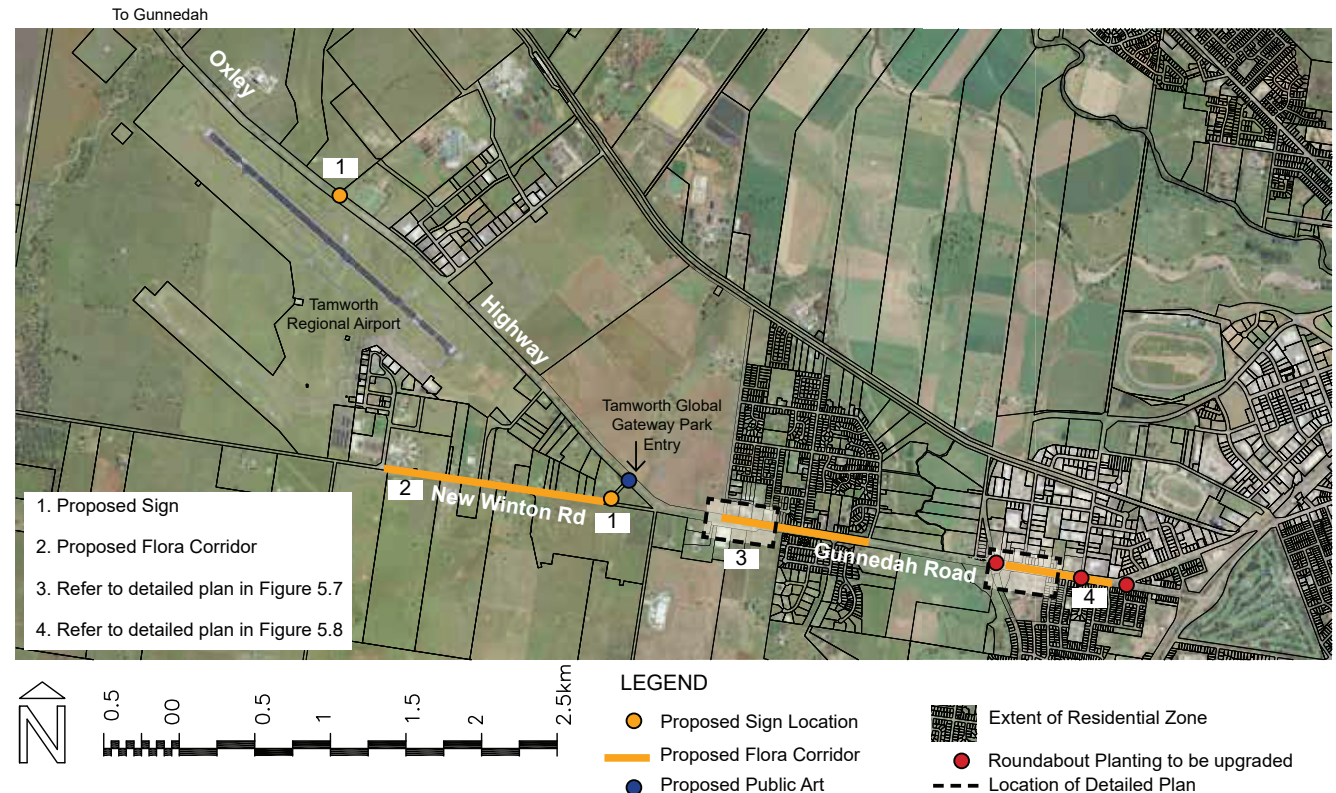 To Gunnedah
Oxley
1
Tamworth
Regional Airport
Highway
Tamworth Global
Gateway Park
Entry
2
New Winton Rd
1
3
Gunnedah Road
4
1. Proposed Sign
2. Proposed Flora Corridor
3. Refer to detailed plan in Figure 5.7
4. Refer to detailed plan in Figure 5.8
N
0.5
00
0.5
1
1.5
2
2.5km
LEGEND
Proposed Sign Location
Proposed Flora Corridor
Proposed Public Art
Extent of Residential Zone
Roundabout Planting to be upgraded
Location of Detailed Plan